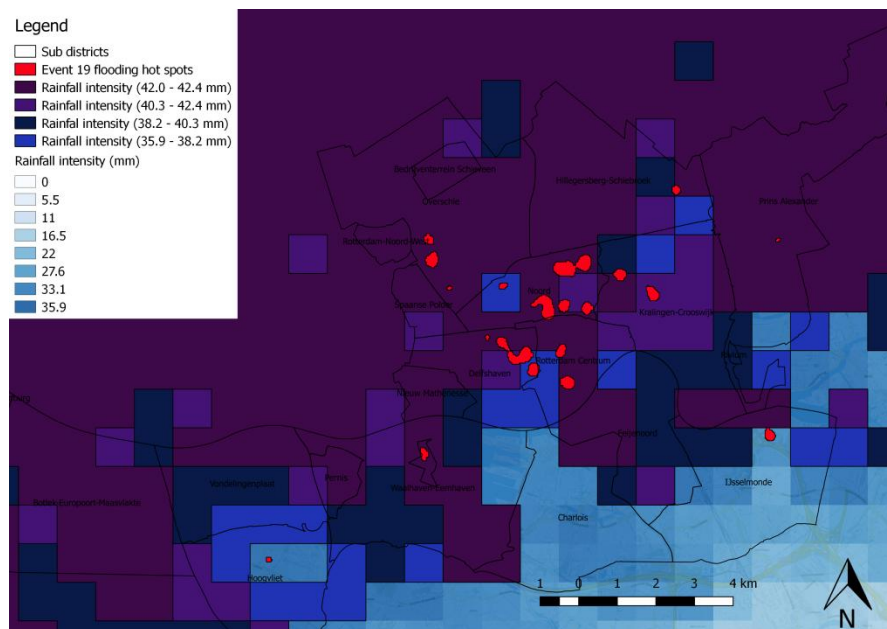 Legend
Sub districts
Event 19 flooding hot spots
Rainfall intensity (42.0 - 42.4 mm)
Rainfall intensity (40.3 - 42.4 mm)
Rainfal intensity (38.2 - 40.3 mm)
Rainfall intensity (35.9 - 38.2 mm)
Rainfall intensity (mm)
0
5.5
11
16.5
22
27.6
33.1
35.9
Bedrijventerrein Schieveen
Hillegersberg-Schiebroek
Overschie
Prins Alexander
Rotterdam-Noord-West
Spaanse Polder
Noord
Kralingen-Crooswijk
Rotterdam Centrum
Delfshaven
Nieuw-Mathenesse
Feijenoord
Vondelingenplaat
Pernis
Waalhaven-Eemhaven
IJsselmonde
Botlek-Europoort-Maasvlakte
Charlois
Hoogvliet
1 0 1 2 3 4 km
N